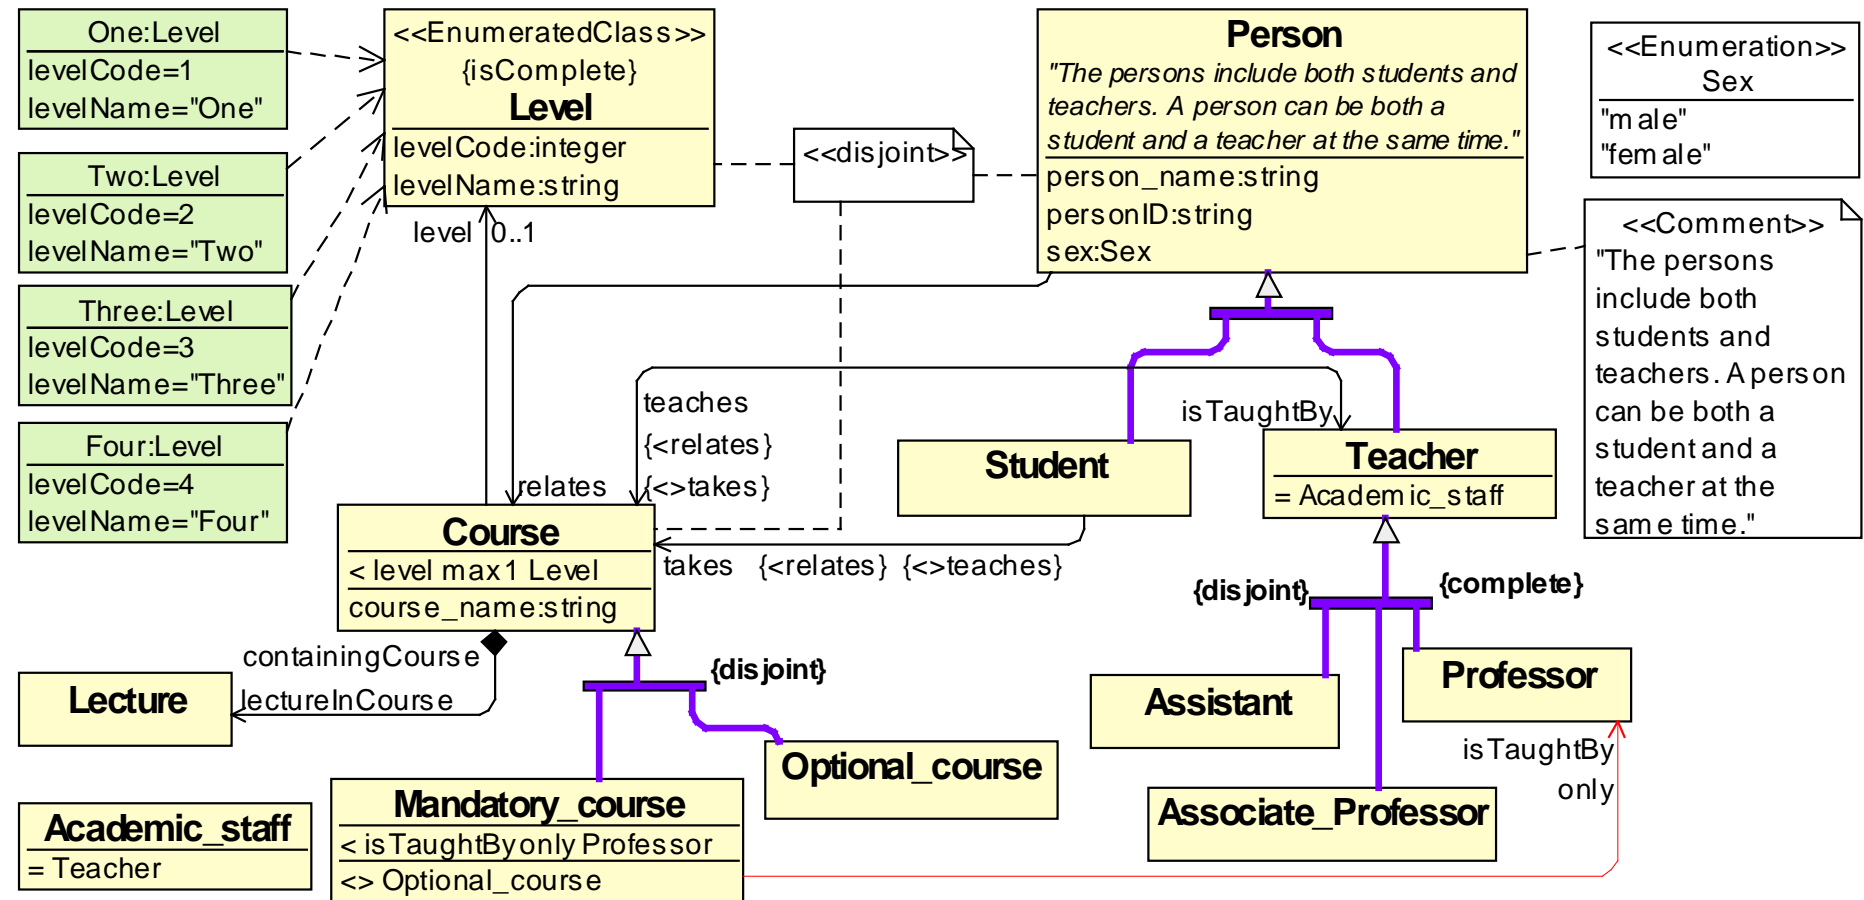 One:Level
levelCode=1
levelName="One"
Two:Level
levelCode=2
levelName="Two"
Three:Level
levelCode=3
levelName="Three"
Four:Level
levelCode=4
levelName="Four"
<<EnumeratedClass>>
{isComplete}
Level
levelCode:integer
levelName:string
level 0..1
<<disjoint>>
Person
"The persons include both students and
teachers. A person can be both a
student and a teacher at the same time."
person_name:string
personID:string
sex:Sex
<<Enumeration>>
Sex
"male"
"female"
<<Comment>>
"The persons
include both
students and
teachers. A person
can be both a
student and a
teacher at the
same time."
teaches
{<relates}
{<>takes}
relates
isTaughtBy
Student
Teacher
= Academic_staff
Course
< level max1 Level
course_name:string
takes {<relates} {<>teaches}
{disjoint}
{complete}
containingCourse
lectureInCourse
Lecture
{disjoint}
Assistant
Professor
isTaughtBy
only
Optional_course
Associate_Professor
Mandatory_course
< isTaughtBy only Professor
<> Optional_course
Academic_staff
= Teacher